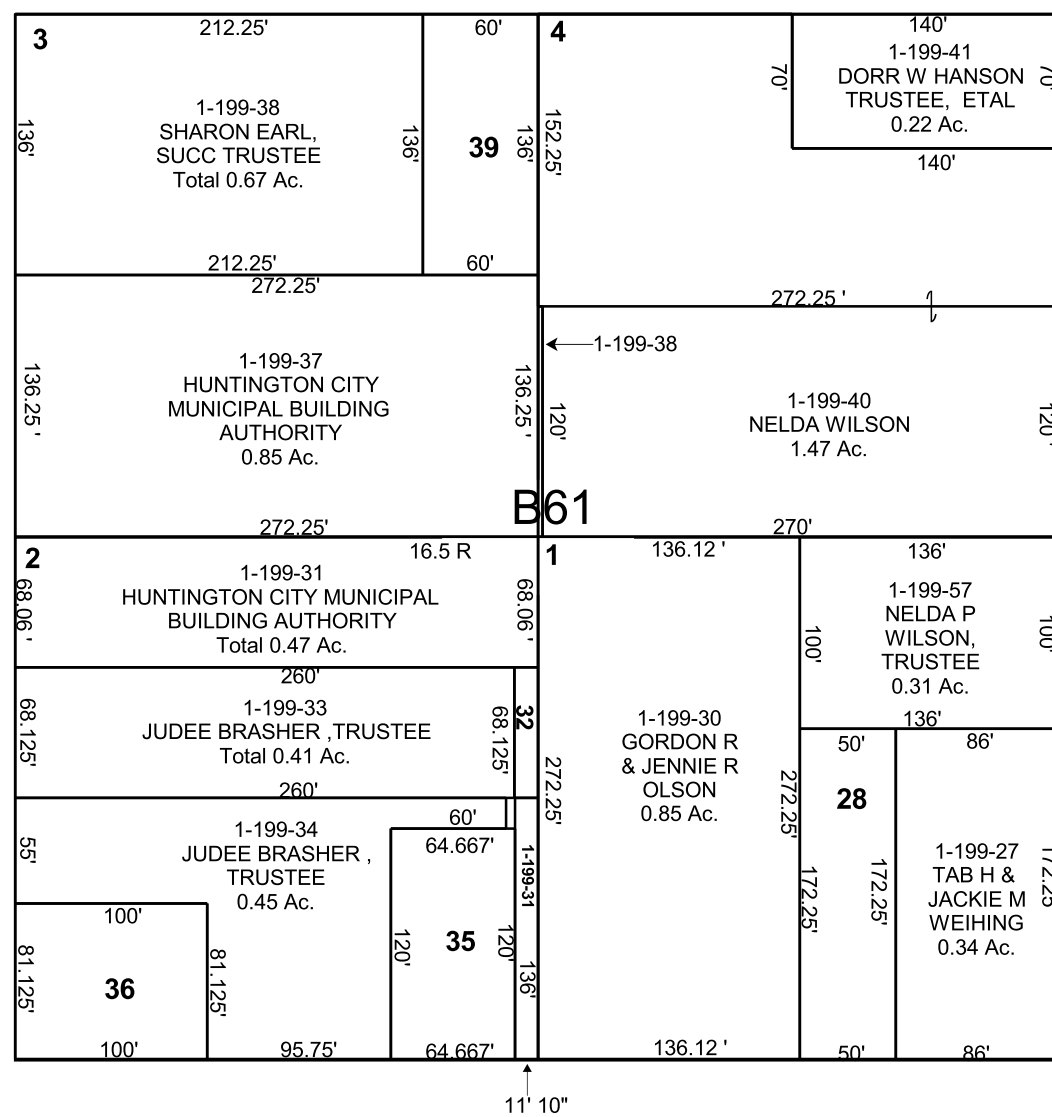 3
212.25'
60'
4
140'
1-199-41
DORR W HANSON
TRUSTEE, ETAL
0.22 Ac.
70'
70'
140'
1-199-38
SHARON EARL,
SUCC TRUSTEE
Total 0.67 Ac.
136'
136'
39
136'
152.25'
212.25'
60'
272.25'
272.25 '
1-199-38
1-199-37
HUNTINGTON CITY
MUNICIPAL BUILDING
AUTHORITY
0.85 Ac.
136.25 '
136.25 '
120'
1-199-40
NELDA WILSON
1.47 Ac.
120'
B61
272.25'
270'
2
16.5 R
1
136.12 '
136'
1-199-31
HUNTINGTON CITY MUNICIPAL
BUILDING AUTHORITY
Total 0.47 Ac.
68.06 '
68.06 '
1-199-57
NELDA P
WILSON,
TRUSTEE
0.31 Ac.
100'
100'
136'
260'
1-199-33
JUDEE BRASHER ,TRUSTEE
Total 0.41 Ac.
68.125'
68.125'
32
260'
1-199-30
GORDON R
& JENNIE R
OLSON
0.85 Ac.
272.25'
272.25'
50'
86'
28
172.25'
172.25'
1-199-27
TAB H &
JACKIE M
WEIHING
0.34 Ac.
172.25'
1-199-34
JUDEE BRASHER ,
TRUSTEE
0.45 Ac.
55'
60'
64.667'
1-199-31
100'
81.125'
36
81.125'
120'
35
120'
136'
100'
95.75'
64.667'
136.12 '
50'
86'
11' 10"